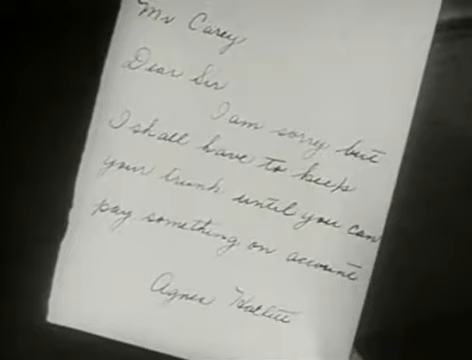 Mr Carey
Dear Sir
I am sorry but
I shall have to keep
your trunk until you can
pay something on account
Agnes